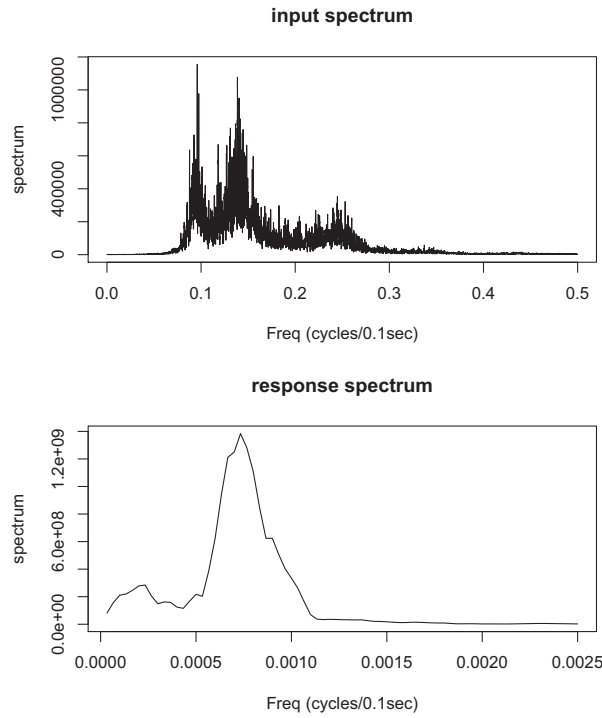 input spectrum
spectrum
0
400000
1000000
0.0 0.1 0.2 0.3 0.4 0.5
Freq (cycles/0.1sec)
response spectrum
spectrum
0.0e+00
6.0e+08
1.2e+09
0.0000 0.0005 0.0010 0.0015 0.0020 0.0025
Freq (cycles/0.1sec)